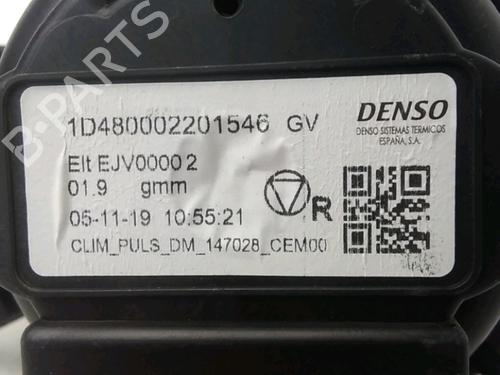 B-PARTS
1D480002201546 GV
DENSO
DENSO SISTEMAS TERMICOS
ESPAÑA, S.A.
Elt EJV00002
01.9 gmm
05-11-19 10:55:21
R
CLIM_PULS_DM_147028_CEM00